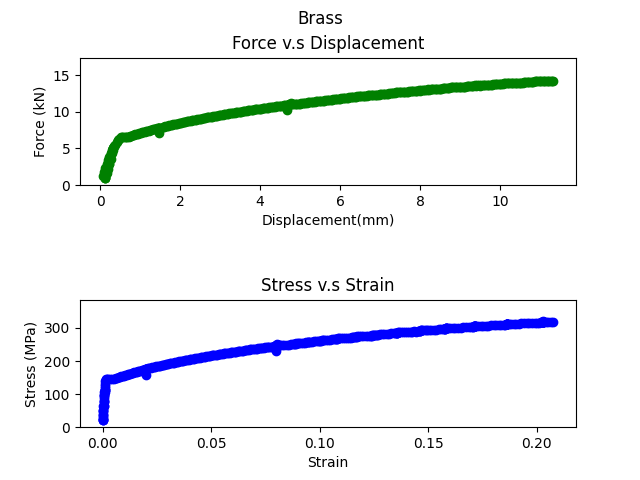 Brass
Force v.s Displacement
15
10
5
0
Force (kN)
0 2 4 6 8 10
Displacement(mm)
Stress v.s Strain
300
200
100
0
Stress (MPa)
0.00 0.05 0.10 0.15 0.20
Strain